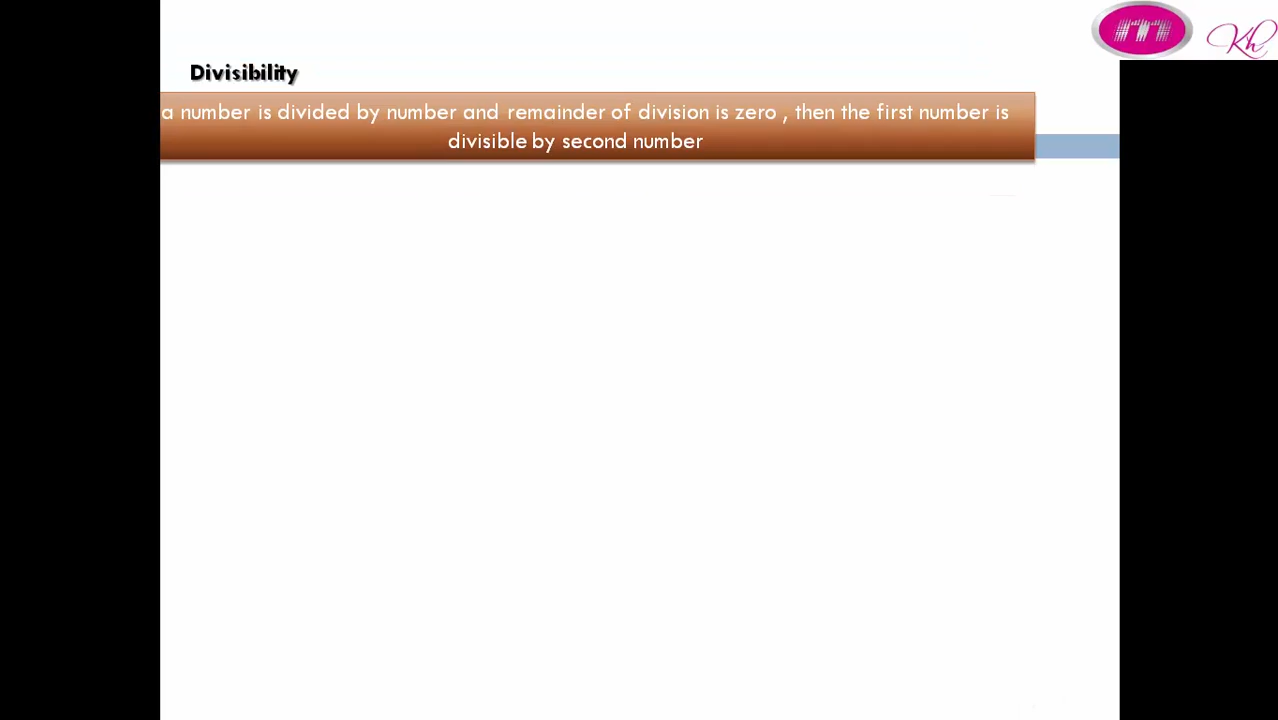 Divisibility
a number is divided by number and remainder of division is zero , then the first number is
divisible by second number
Kh